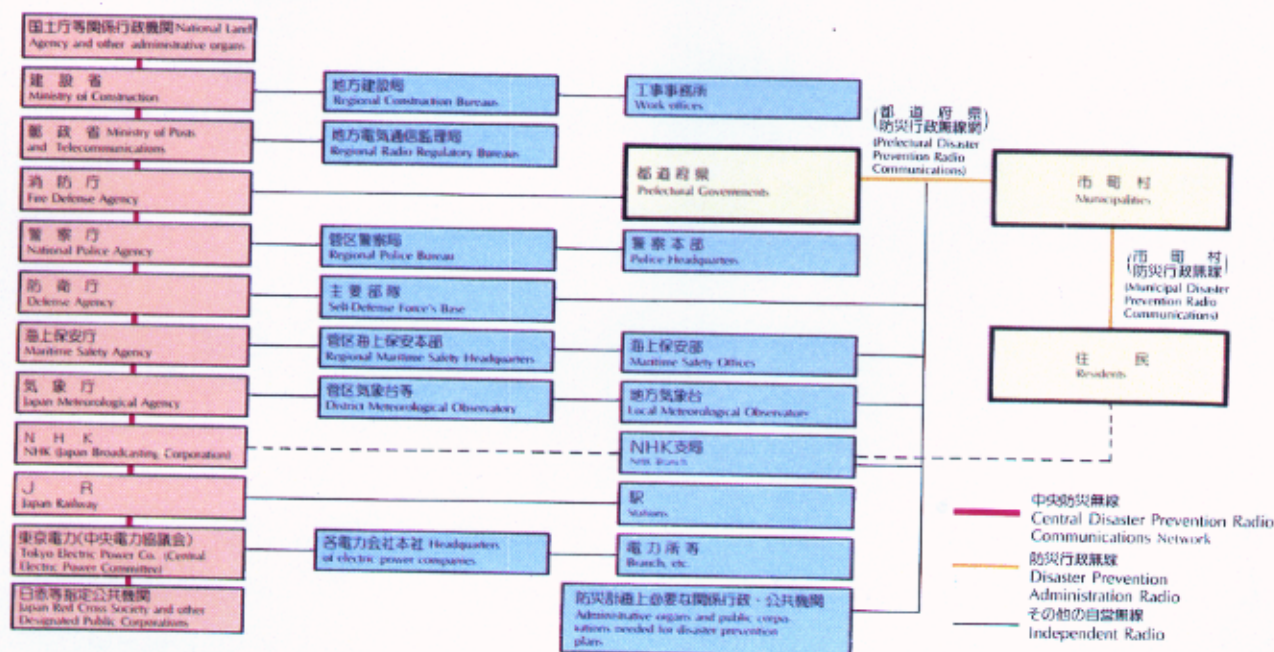 国土庁等関係行政機関 National Land
Agency and other administrative organs
建設省
Ministry of Construction
地方建設局
Regional Construction Bureaus
工事事務所
Work offices
郵政省 Ministry of Posts
and Telecommunications
地方電気通信監理局
Regional Radio Regulatory Bureaus
(都道府県
防災行政無線網)
(Prefectural Disaster
Prevention Radio
Communications)
消防庁
Fire Defense Agency
都道府県
Prefectural Governments
市町村
Municipalities
警察庁
National Police Agency
管区警察局
Regional Police Bureau
警察本部
Police Headquarters
(市町村
防災行政無線)
(Municipal Disaster
Prevention Radio
Communications)
防衛庁
Defense Agency
主要部隊
Self-Defense Force's Base
海上保安庁
Maritime Safety Agency
管区海上保安本部
Regional Maritime Safety Headquarters
海上保安部
Maritime Safety Offices
住民
Residents
気象庁
Japan Meteorological Agency
管区気象台等
District Meteorological Observatory
地方気象台
Local Meteorological Observatory
NHK
NHK (Japan Broadcasting Corporation)
NHK支局
NHK Branch
JR
Japan Railway
駅
Stations
東京電力(中央電力協議会)
Tokyo Electric Power Co. (Central
Electric Power Committee)
各電力会社本社 Headquarters
of electric power companies
電力所等
Branch, etc.
日赤等指定公共機関
Japan Red Cross Society and other
Designated Public Corporations
防災計画上必要な関係行政・公共機関
Administrative organs and public corpo-
rations needed for disaster prevention
plans
中央防災無線
Central Disaster Prevention Radio
Communications Network
防災行政無線
Disaster Prevention
Administration Radio
その他の自営無線
Independent Radio